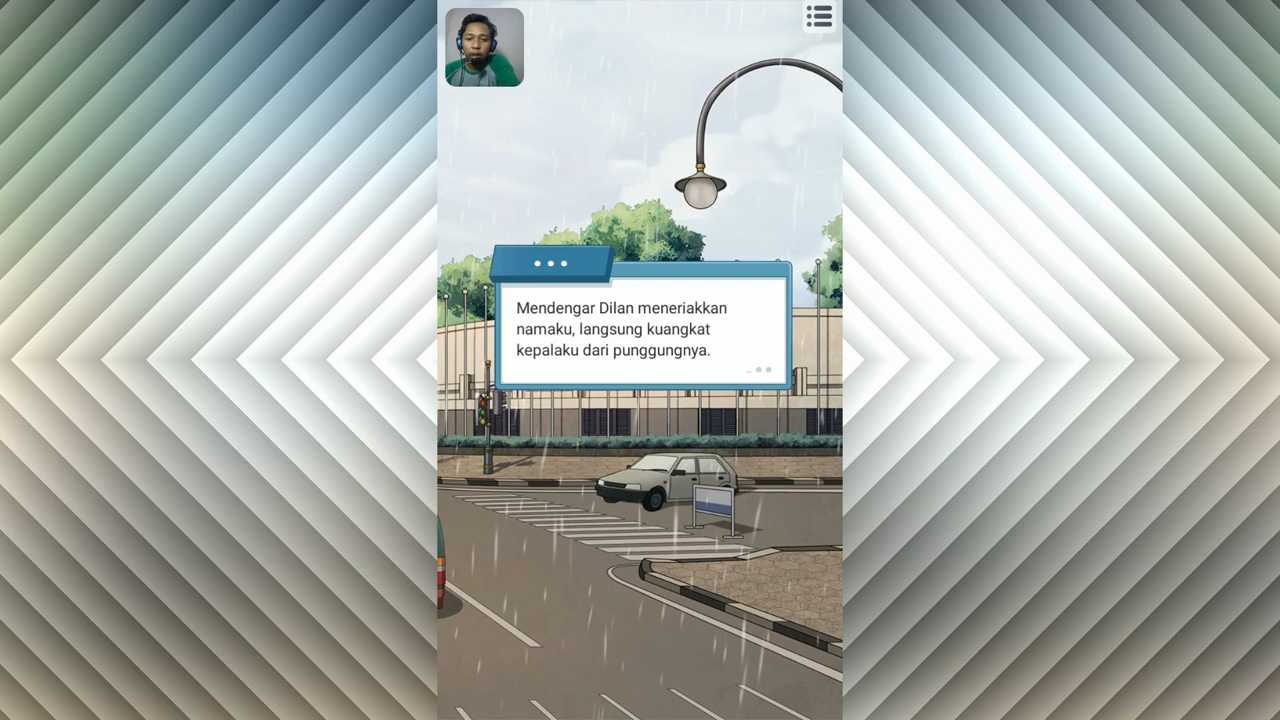 Mendengar Dilan meneriakkan
namaku, langsung kuangkat
kepalaku dari punggungnya.